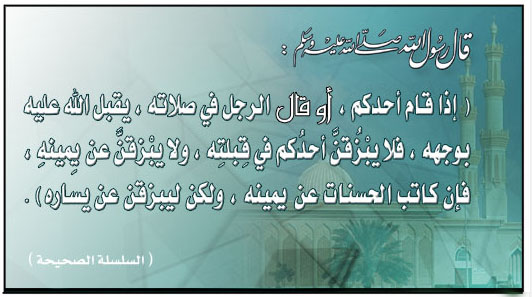 قال رسول الله صلى الله عليه وسلم :
( إذا قام أحدكم ، أو قال الرجل في صلاته ، يقبل الله عليه
بوجهه ، فلا يبْزُقنَّ أحدُكم في قِبلتِه ، ولا يبْزقنَّ عن يمينهِ ،
فإن كاتب الحسنات عن يمينه ، ولكن ليبزقن عن يساره ) .
( السلسلة الصحيحة )